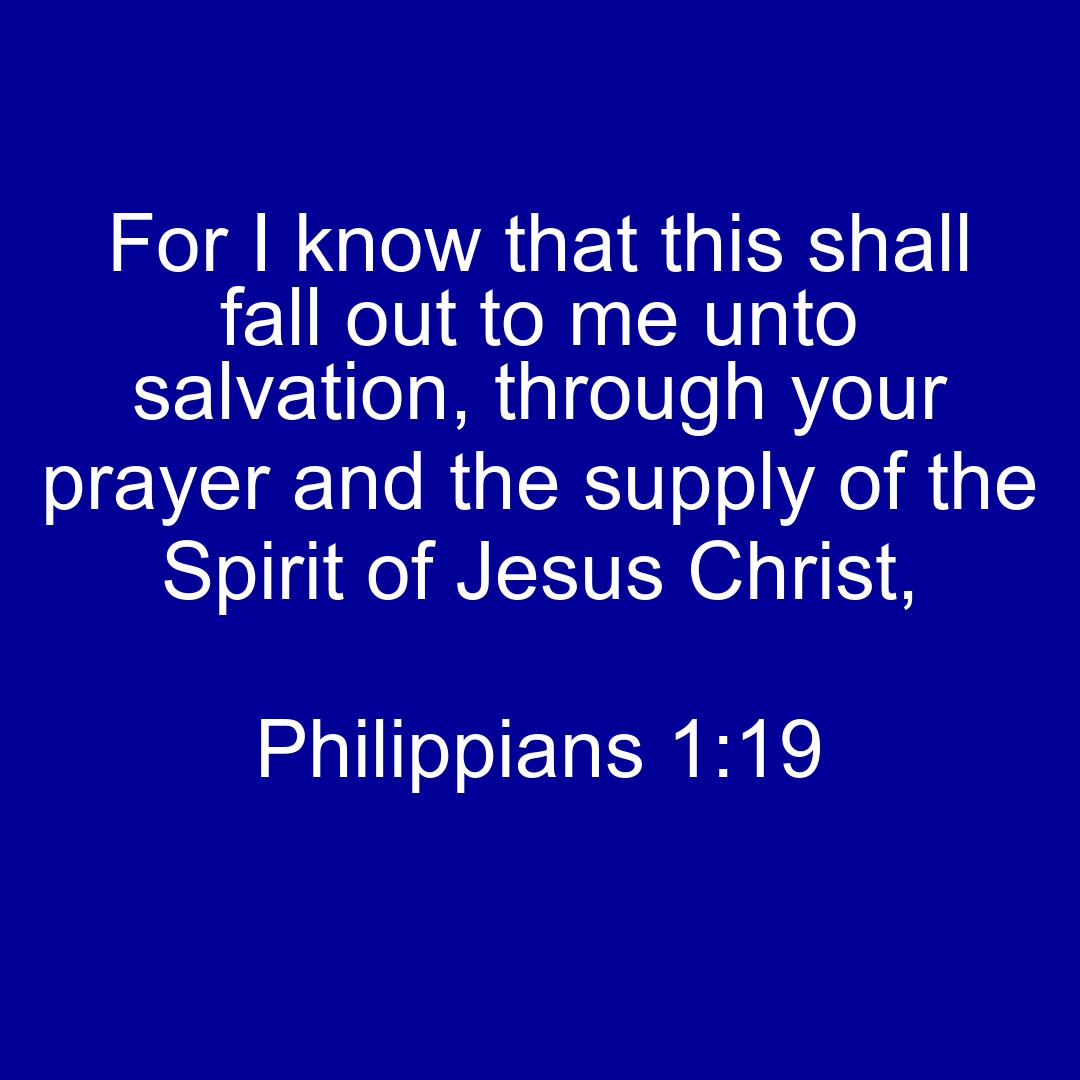 For I know that this shall
fall out to me unto
salvation, through your
prayer and the supply of the
Spirit of Jesus Christ,
Philippians 1:19